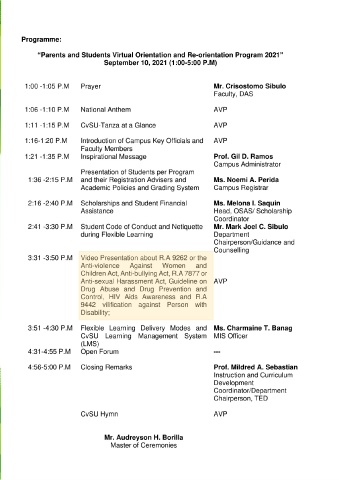 Programme:
“Parents and Students Virtual Orientation and Re-orientation Program 2021”
September 10, 2021 (1:00-5:00 P.M)
1:00 -1:05 P.M Prayer Mr. Crisostomo Sibulo
Faculty, DAS
1:06 -1:10 P.M National Anthem AVP
1:11 -1:15 P.M CvSU-Tanza at a Glance AVP
1:16-1:20 P.M Introduction of Campus Key Officials and AVP
Faculty Members
1:21 -1:35 P.M Inspirational Message Prof. Gil D. Ramos
Campus Administrator
Presentation of Students per Program
1:36 -2:15 P.M and their Registration Advisers and Ms. Noemi A. Perida
Academic Policies and Grading System Campus Registrar
2:16 -2:40 P.M Scholarships and Student Financial Ms. Melona I. Saquin
Assistance Head, OSAS/ Scholarship
Coordinator
2:41 -3:30 P.M Student Code of Conduct and Netiquette Mr. Mark Joel C. Sibulo
during Flexible Learning Department
Chairperson/Guidance and
Counselling
3:31 -3:50 P.M Video Presentation about R.A 9262 or the
Anti-violence Against Women and
Children Act, Anti-bullying Act, R.A 7877 or
Anti-sexual Harassment Act, Guideline on AVP
Drug Abuse and Drug Prevention and
Control, HIV Aids Awareness and R.A
9442 vilification against Person with
Disability;
3:51 -4:30 P.M Flexible Learning Delivery Modes and Ms. Charmaine T. Banag
CvSU Learning Management System MIS Officer
(LMS)
4:31-4:55 P.M Open Forum ---
4:56-5:00 P.M Closing Remarks Prof. Mildred A. Sebastian
Instruction and Curriculum
Development
Coordinator/Department
Chairperson, TED
CvSU Hymn AVP
Mr. Audreyson H. Borilla
Master of Ceremonies